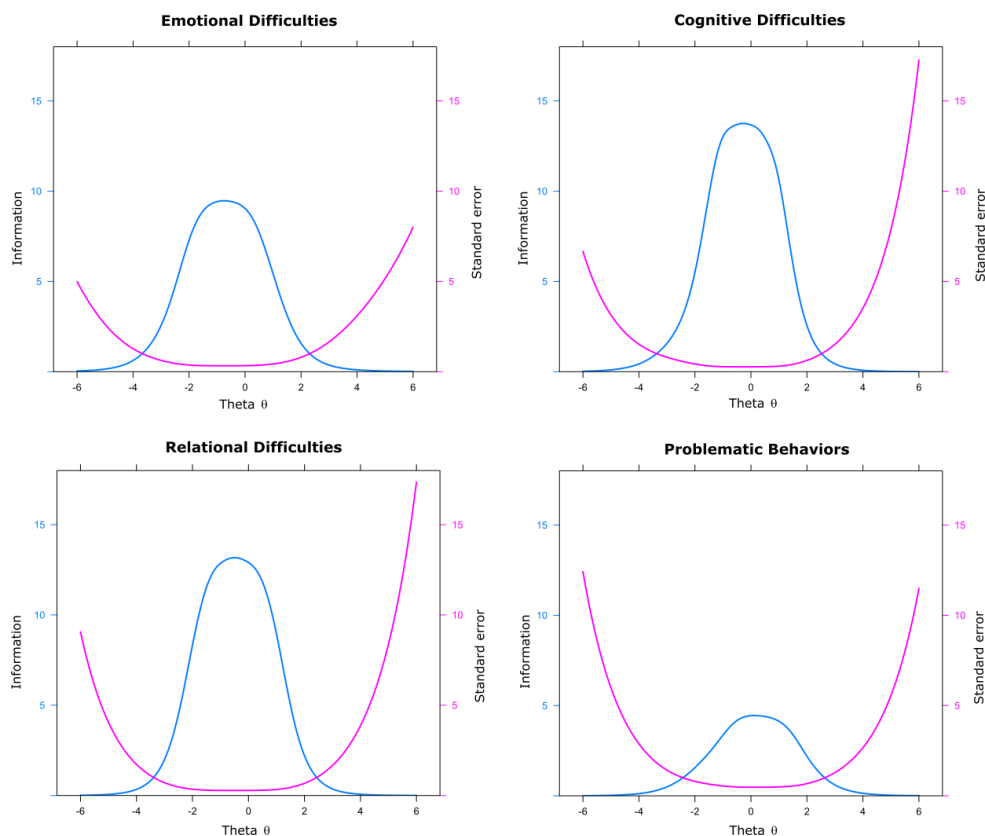 Emotional Difficulties
15
10
5
Information
15
10
5
Standard error
-6 -4 -2 0 2 4 6
Theta θ
Cognitive Difficulties
15
10
5
Information
15
10
5
Standard error
-6 -4 -2 0 2 4 6
Theta θ
Relational Difficulties
15
10
5
Information
15
10
5
Standard error
-6 -4 -2 0 2 4 6
Theta θ
Problematic Behaviors
15
10
5
Information
15
10
5
Standard error
-6 -4 -2 0 2 4 6
Theta θ